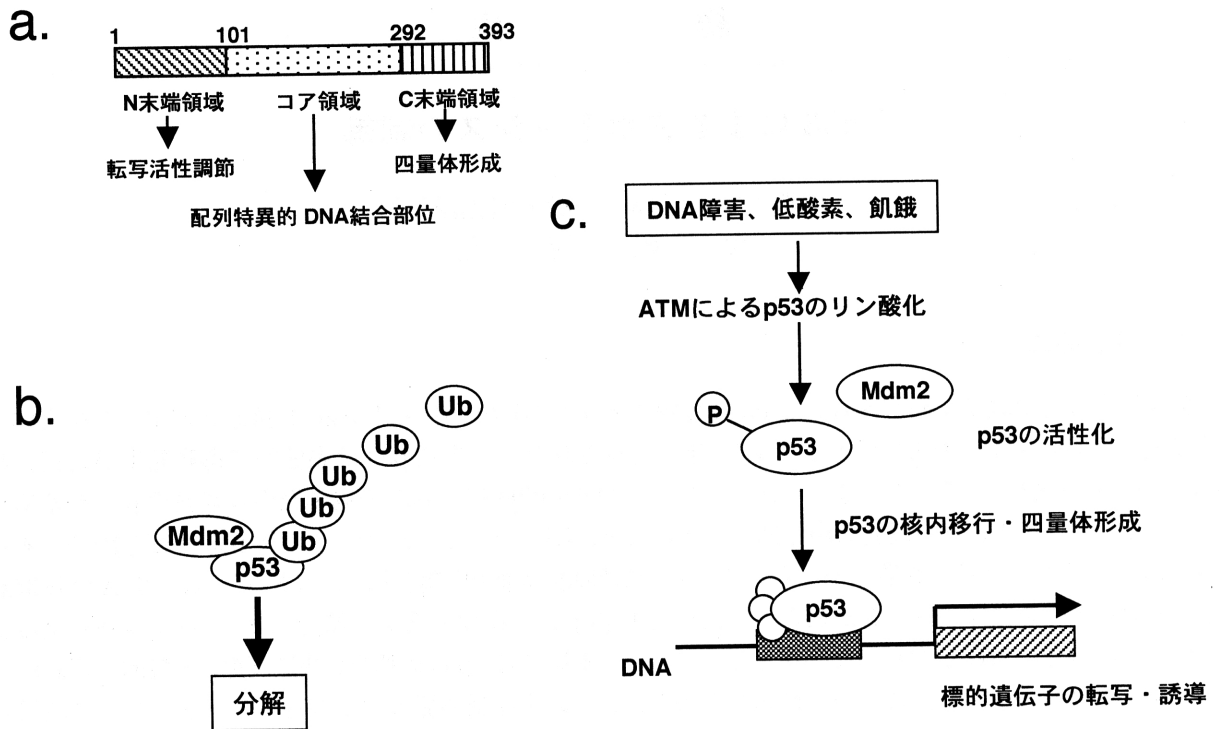 a.
1 101 292 393
N末端領域 コア領域 C末端領域
転写活性調節 四量体形成
配列特異的 DNA結合部位
b.
Ub
Ub
Ub
Ub
Ub
Mdm2
p53
分解
c.
DNA障害、低酸素、飢餓
ATMによるp53のリン酸化
Mdm2
P
p53
p53の活性化
p53の核内移行・四量体形成
p53
DNA
標的遺伝子の転写・誘導